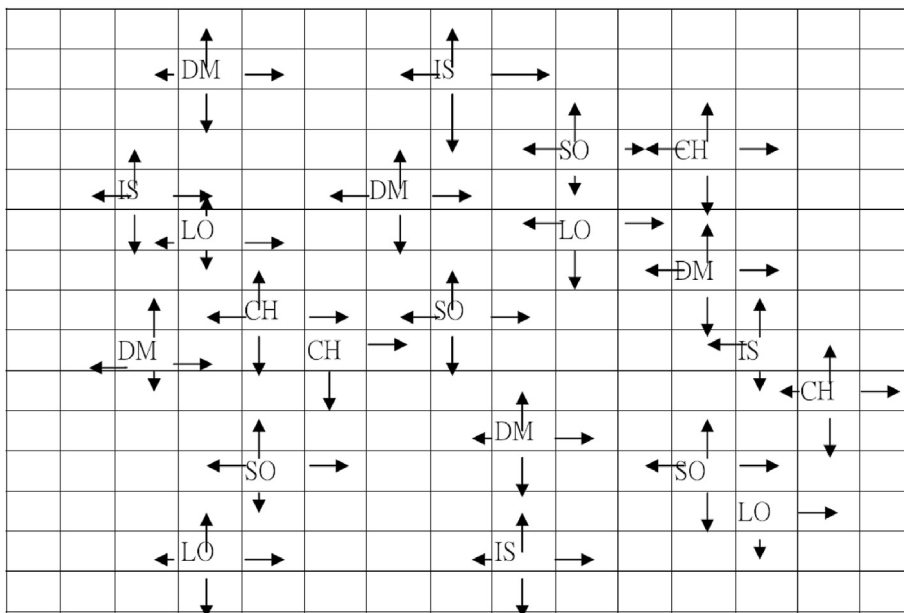 DM IS
SO CH
IS DM
LO LO
DM
CH SO
DM CH IS
CH
DM
SO SO
LO
LO IS